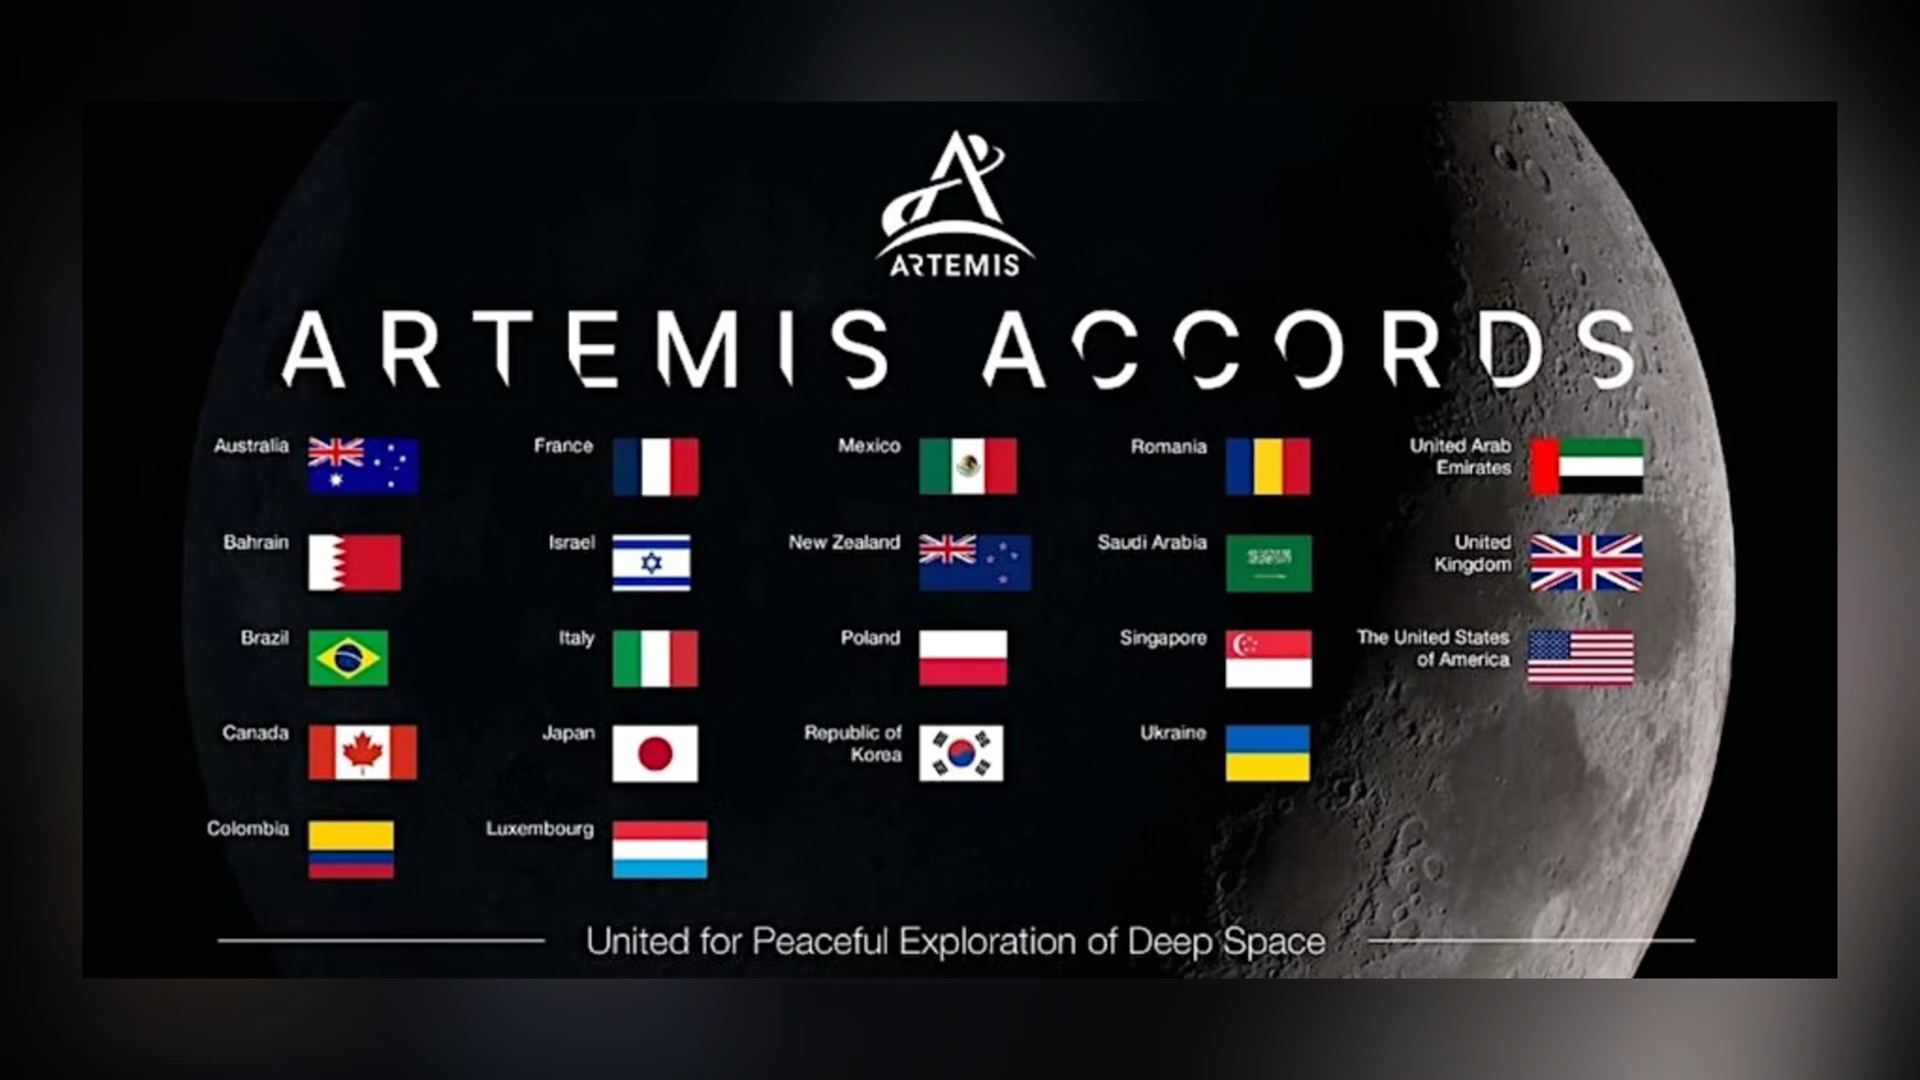 ARTEMIS
ARTEMIS ACCORDS
Australia
Bahrain
Brazil
Canada
Colombia
France
Israel
Italy
Japan
Luxembourg
Mexico
New Zealand
Poland
Republic of
Korea
Romania
Saudi Arabia
Singapore
Ukraine
United Arab
Emirates
United
Kingdom
The United States
of America
United for Peaceful Exploration of Deep Space